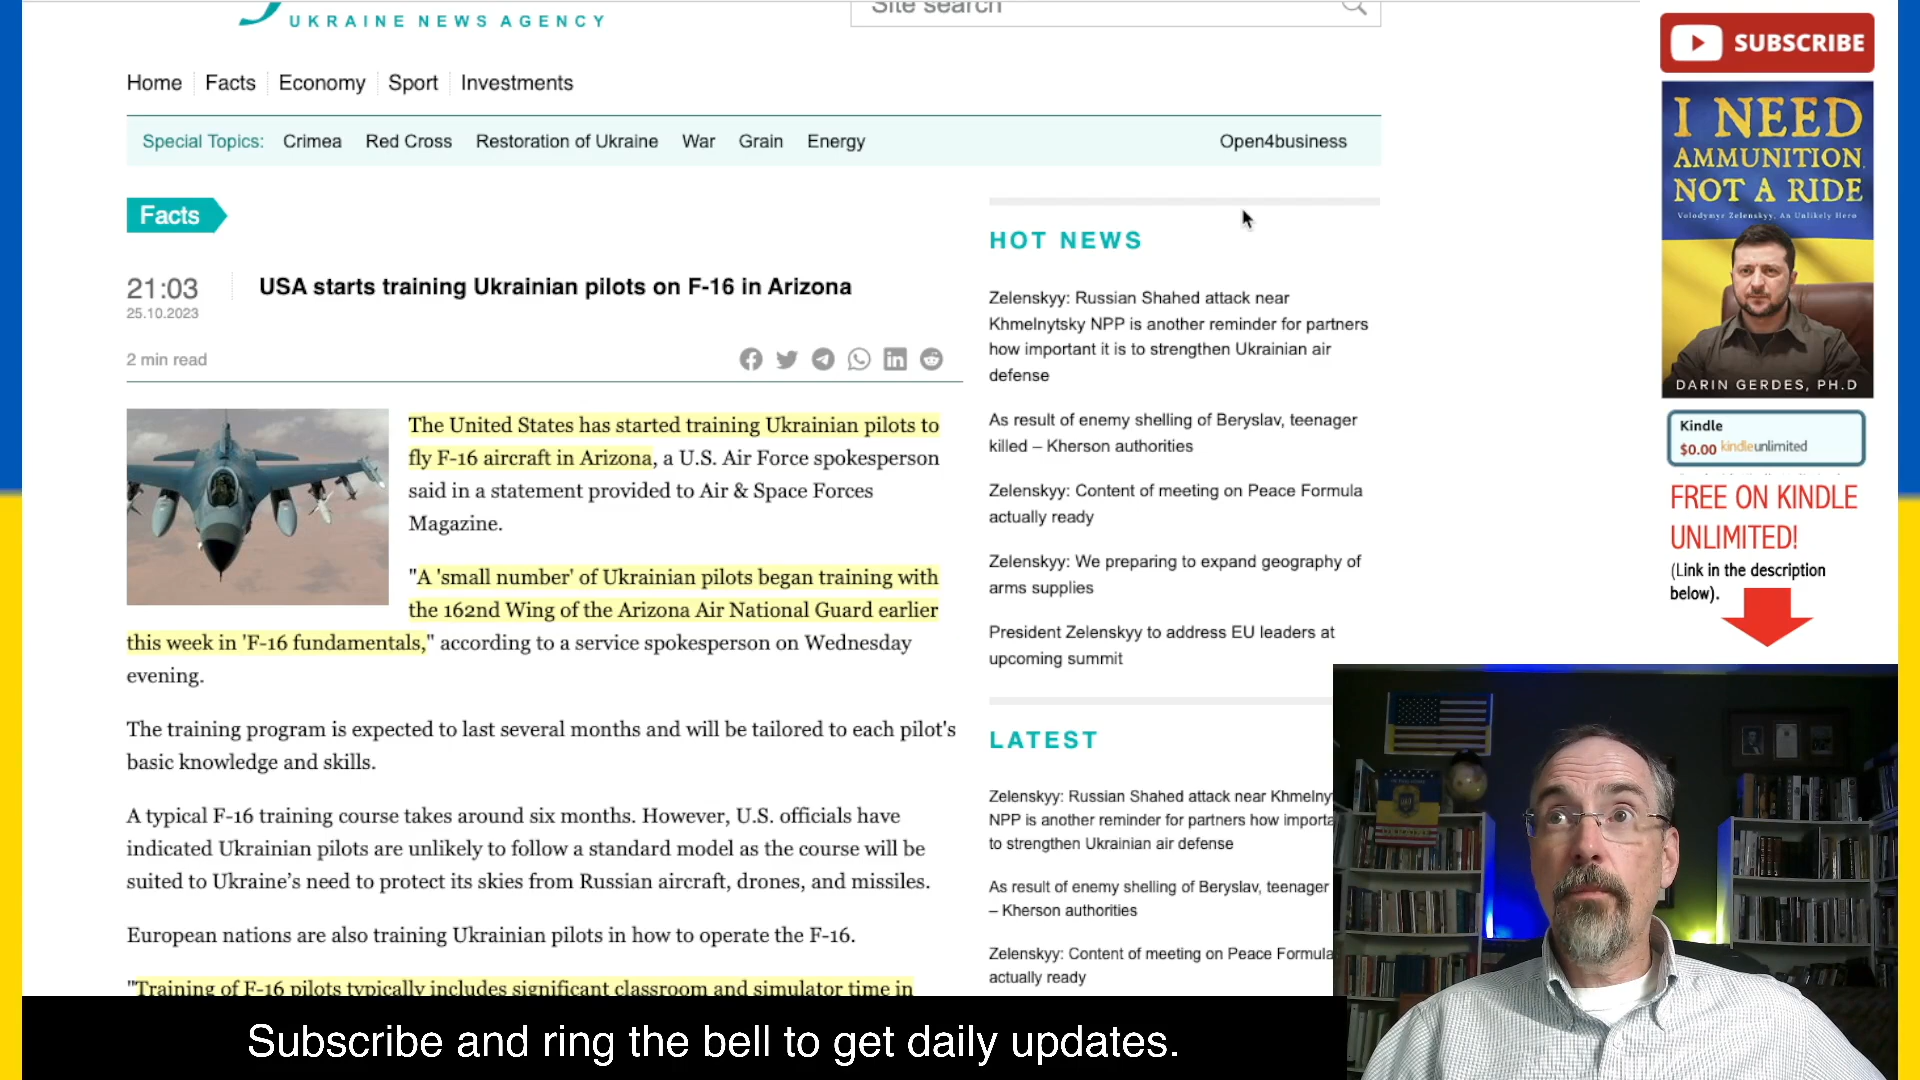 UKRAINE NEWS AGENCY
Site search
Home
Facts
Economy
Sport
Investments
Special Topics:
Crimea
Red Cross
Restoration of Ukraine
War
Grain
Energy
Open4business
Facts
21:03
25.10.2023
USA starts training Ukrainian pilots on F-16 in Arizona
2 min read
The United States has started training Ukrainian pilots to
fly F-16 aircraft in Arizona, a U.S. Air Force spokesperson
said in a statement provided to Air & Space Forces
Magazine.
"A 'small number' of Ukrainian pilots began training with
the 162nd Wing of the Arizona Air National Guard earlier
this week in 'F-16 fundamentals," according to a service spokesperson on Wednesday
evening.
The training program is expected to last several months and will be tailored to each pilot's
basic knowledge and skills.
A typical F-16 training course takes around six months. However, U.S. officials have
indicated Ukrainian pilots are unlikely to follow a standard model as the course will be
suited to Ukraine's need to protect its skies from Russian aircraft, drones, and missiles.
European nations are also training Ukrainian pilots in how to operate the F-16.
"Training of F-16 pilots typically includes significant classroom and simulator time in
HOT NEWS
Zelenskyy: Russian Shahed attack near
Khmelnytsky NPP is another reminder for partners
how important it is to strengthen Ukrainian air
defense
As result of enemy shelling of Beryslav, teenager
killed – Kherson authorities
Zelenskyy: Content of meeting on Peace Formula
actually ready
Zelenskyy: We preparing to expand geography of
arms supplies
President Zelenskyy to address EU leaders at
upcoming summit
LATEST
Zelenskyy: Russian Shahed attack near Khmelny
NPP is another reminder for partners how importa
to strengthen Ukrainian air defense
As result of enemy shelling of Beryslav, teenager
– Kherson authorities
Zelenskyy: Content of meeting on Peace Formula
actually ready
SUBSCRIBE
I NEED
AMMUNITION,
NOT A RIDE
Volodymyr Zelenskyy, An Unlikely Hero
DARIN GERDES, PH.D
Kindle
$0.00 kindleunlimited
FREE ON KINDLE
UNLIMITED!
(Link in the description
below).
Subscribe and ring the bell to get daily updates.